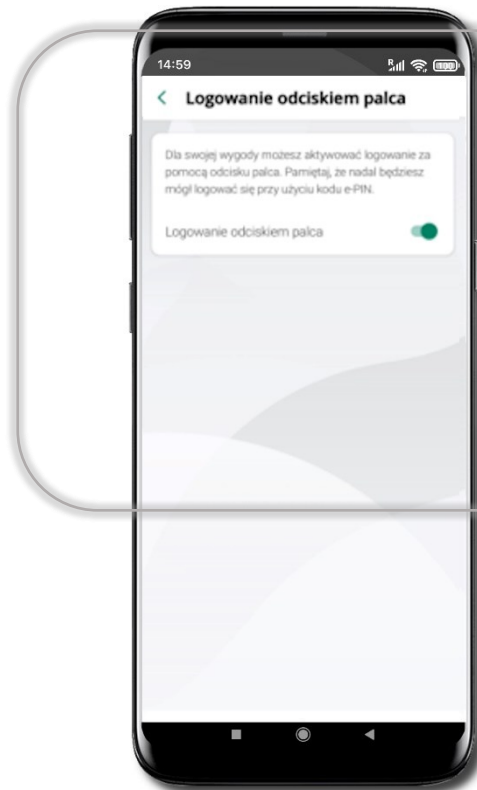 14:59
Logowanie odciskiem palca
Dla swojej wygody możesz aktywować logowanie za
pomocą odcisku palca. Pamiętaj, że nadal będziesz
mógł logować się przy użyciu kodu e-PIN.
Logowanie odciskiem palca